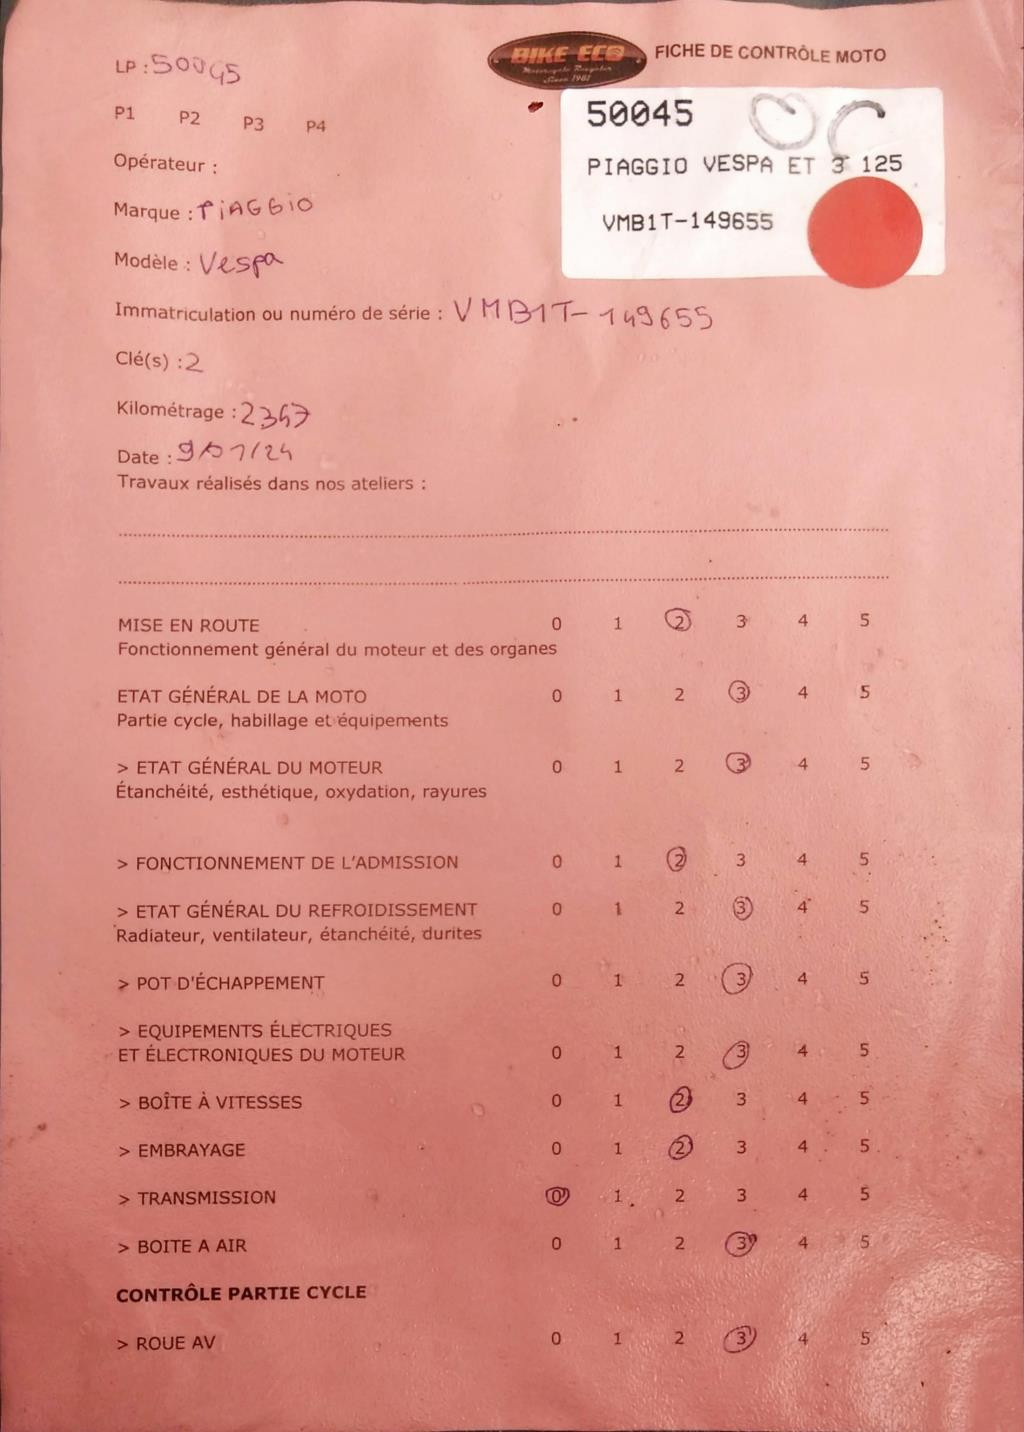 BIKE ECO
Motorcycle Recycler
Since 1981
FICHE DE CONTRÔLE MOTO
LP : 50045
P1 P2 P3 P4
50045
PIAGGIO VESPA ET 3 125
VMB1T-149655
Opérateur :
Marque : PiAGGiO
Modèle : Vespa
Immatriculation ou numéro de série : VMB1T-149655
Clé(s) : 2
Kilométrage : 2347
Date : 9/01/24
Travaux réalisés dans nos ateliers :
MISE EN ROUTE 0 1 2 3 4 5
Fonctionnement général du moteur et des organes
ETAT GÉNÉRAL DE LA MOTO 0 1 2 3 4 5
Partie cycle, habillage et équipements
> ETAT GÉNÉRAL DU MOTEUR 0 1 2 3 4 5
Étanchéité, esthétique, oxydation, rayures
> FONCTIONNEMENT DE L'ADMISSION 0 1 2 3 4 5
> ETAT GÉNÉRAL DU REFROIDISSEMENT 0 1 2 3 4 5
Radiateur, ventilateur, étanchéité, durites
> POT D'ÉCHAPPEMENT 0 1 2 3 4 5
> EQUIPEMENTS ÉLECTRIQUES
ET ÉLECTRONIQUES DU MOTEUR 0 1 2 3 4 5
> BOÎTE À VITESSES 0 1 2 3 4 5
> EMBRAYAGE 0 1 2 3 4 5
> TRANSMISSION 0 1 2 3 4 5
> BOITE A AIR 0 1 2 3 4 5
CONTRÔLE PARTIE CYCLE
> ROUE AV 0 1 2 3 4 5